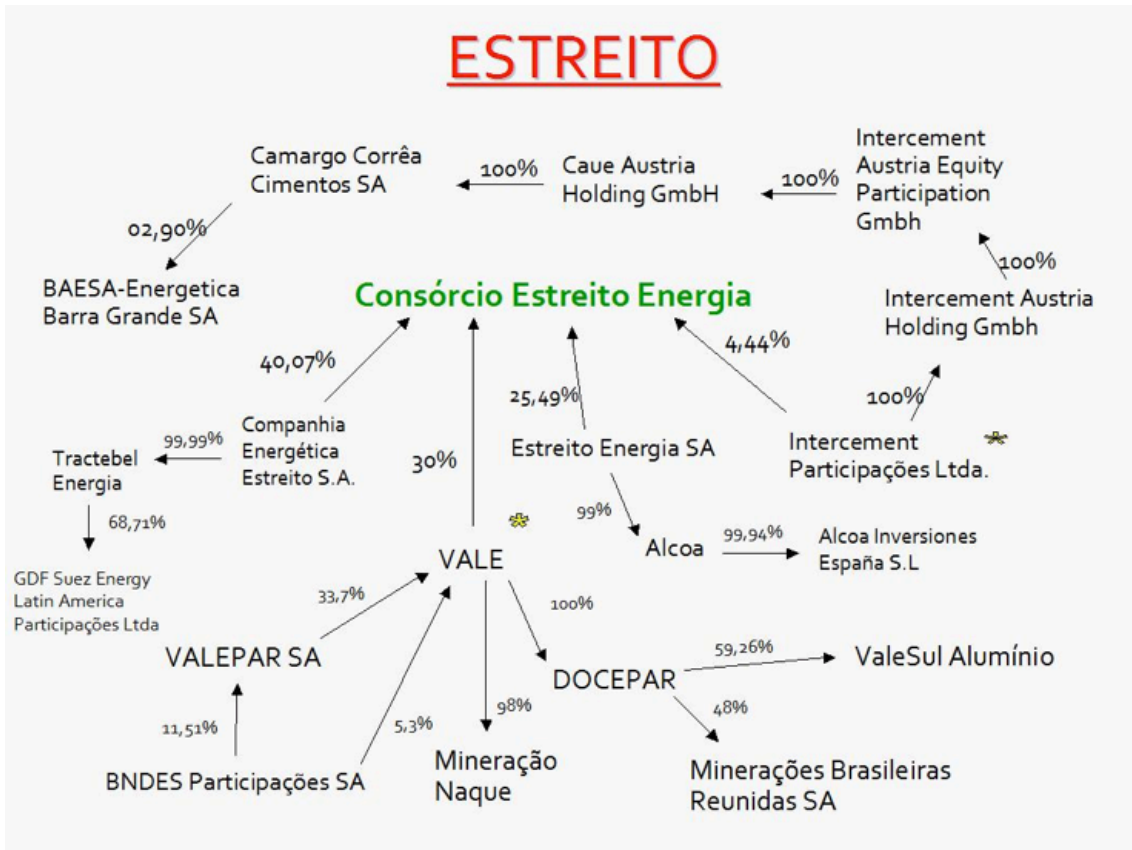 ESTREITO
Camargo Corrêa
Cimentos SA
100%
Caue Austria
Holding GmbH
100%
Intercement
Austria Equity
Participation
Gmbh
02,90%
100%
BAESA-Energetica
Barra Grande SA
Consórcio Estreito Energia
Intercement Austria
Holding Gmbh
40,07%
4,44%
25,49%
100%
Companhia
Energética
Estreito S.A.
99,99%
Tractebel
Energia
30%
Estreito Energia SA
Intercement
Participações Ltda.
*
68,71%
99%
*
Alcoa
99,94%
Alcoa Inversiones
España S.L
VALE
GDF Suez Energy
Latin America
Participações Ltda
33,7%
100%
VALEPAR SA
59,26%
ValeSul Alumínio
DOCEPAR
11,51%
5,3%
98%
48%
BNDES Participações SA
Mineração
Naque
Minerações Brasileiras
Reunidas SA